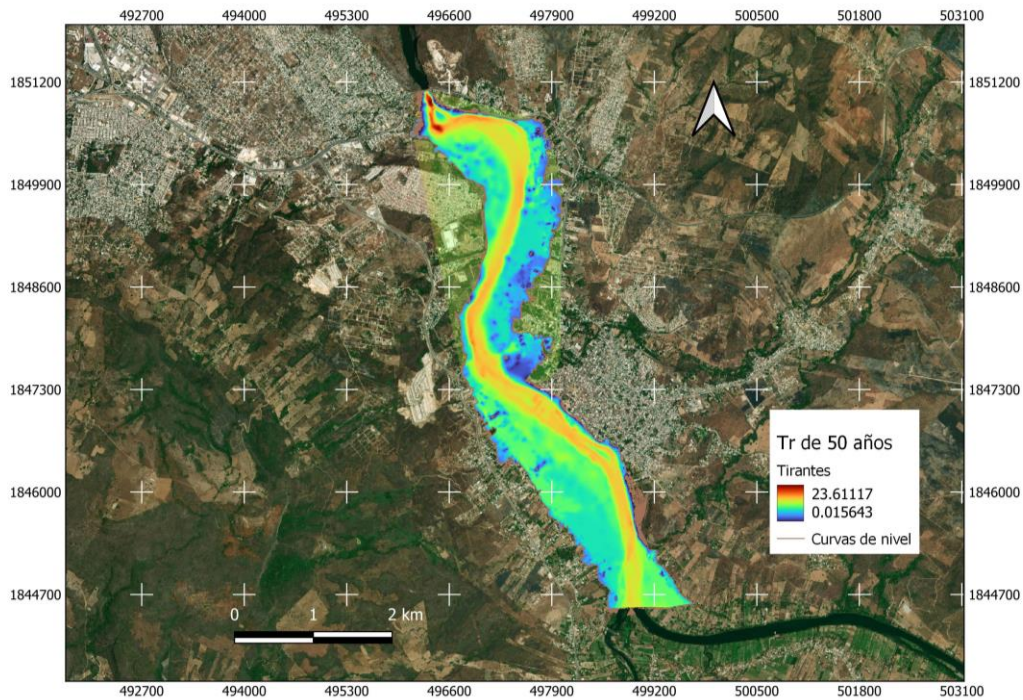 492700 494000 495300 496600 497900 499200 500500 501800 503100
1851200 1851200
1849900 1849900
1848600 1848600
1847300 1847300
Tr de 50 años
Tirantes
1846000 23.61117 1846000
0.015643
Curvas de nivel
1844700 1844700
0 1 2 km
492700 494000 495300 496600 497900 499200 500500 501800 503100